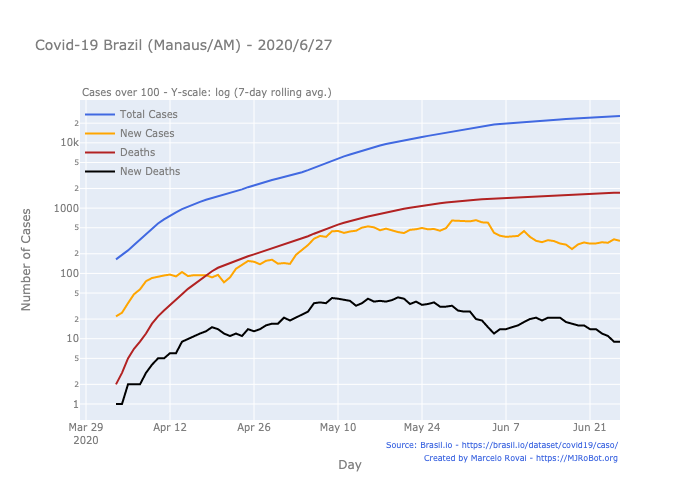 Covid-19 Brazil (Manaus/AM) - 2020/6/27
Cases over 100 - Y-scale: log (7-day rolling avg.)
Total Cases
New Cases
Deaths
New Deaths
Number of Cases
2
10k
5
2
1000
5
2
100
5
2
10
5
2
1
Mar 29
2020
Apr 12
Apr 26
May 10
May 24
Jun 7
Jun 21
Day
Source: Brasil.io - https://brasil.io/dataset/covid19/caso/
Created by Marcelo Rovai - https://MJRoBot.org